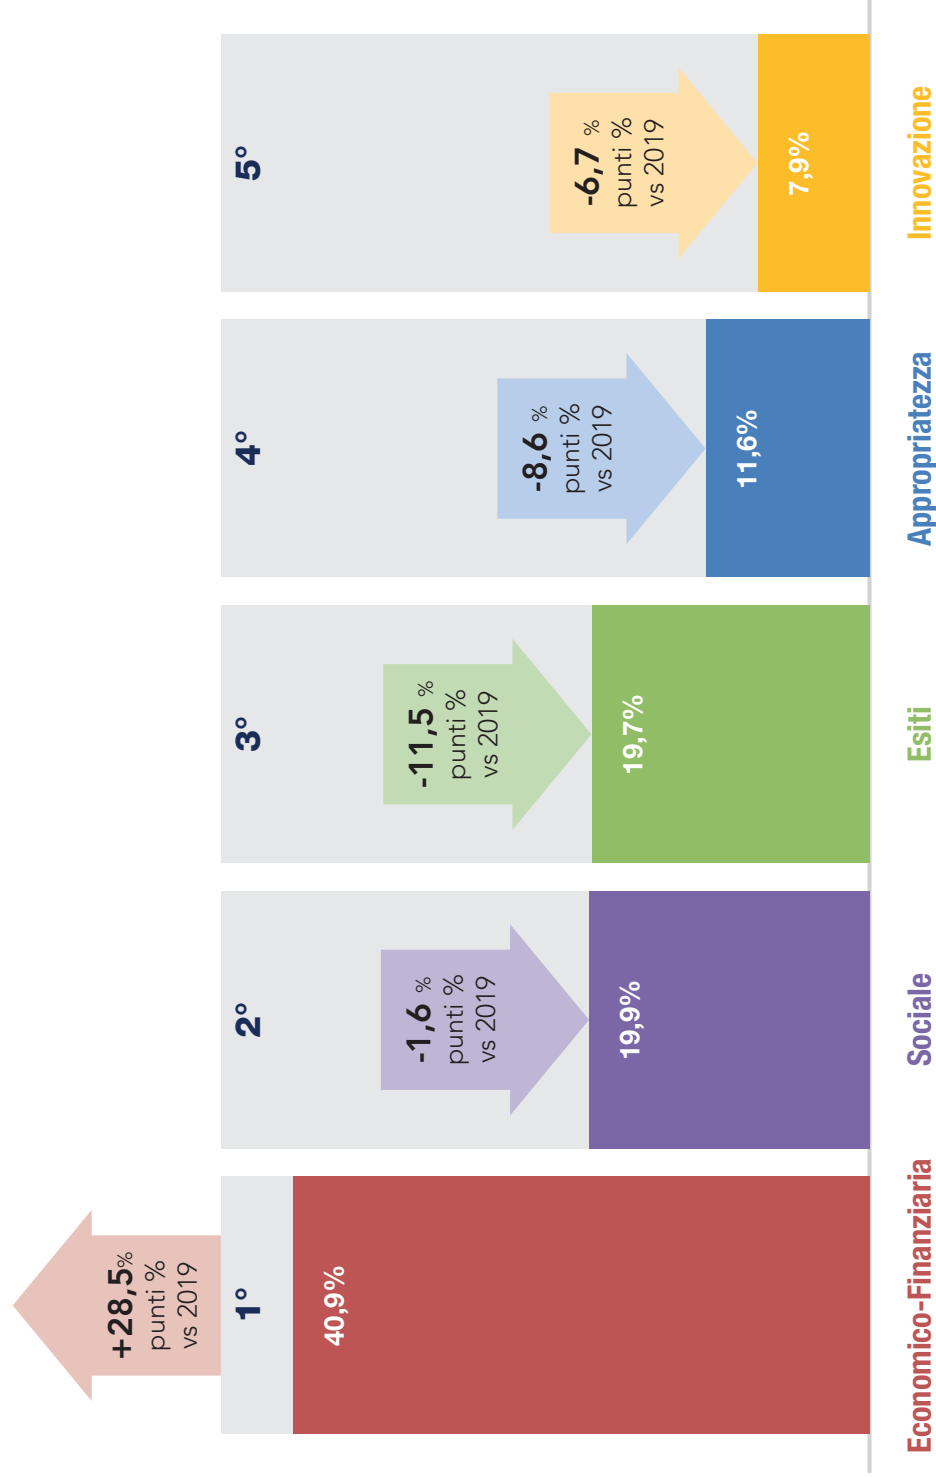 +28,5%
punti %
vs 2019
1°
40,9%
Economico-Finanziaria
2°
-1,6 %
punti %
vs 2019
19,9%
Sociale
3°
-11,5 %
punti %
vs 2019
19,7%
Esiti
4°
-8,6 %
punti %
vs 2019
11,6%
Appropriatezza
5°
-6,7 %
punti %
vs 2019
7,9%
Innovazione